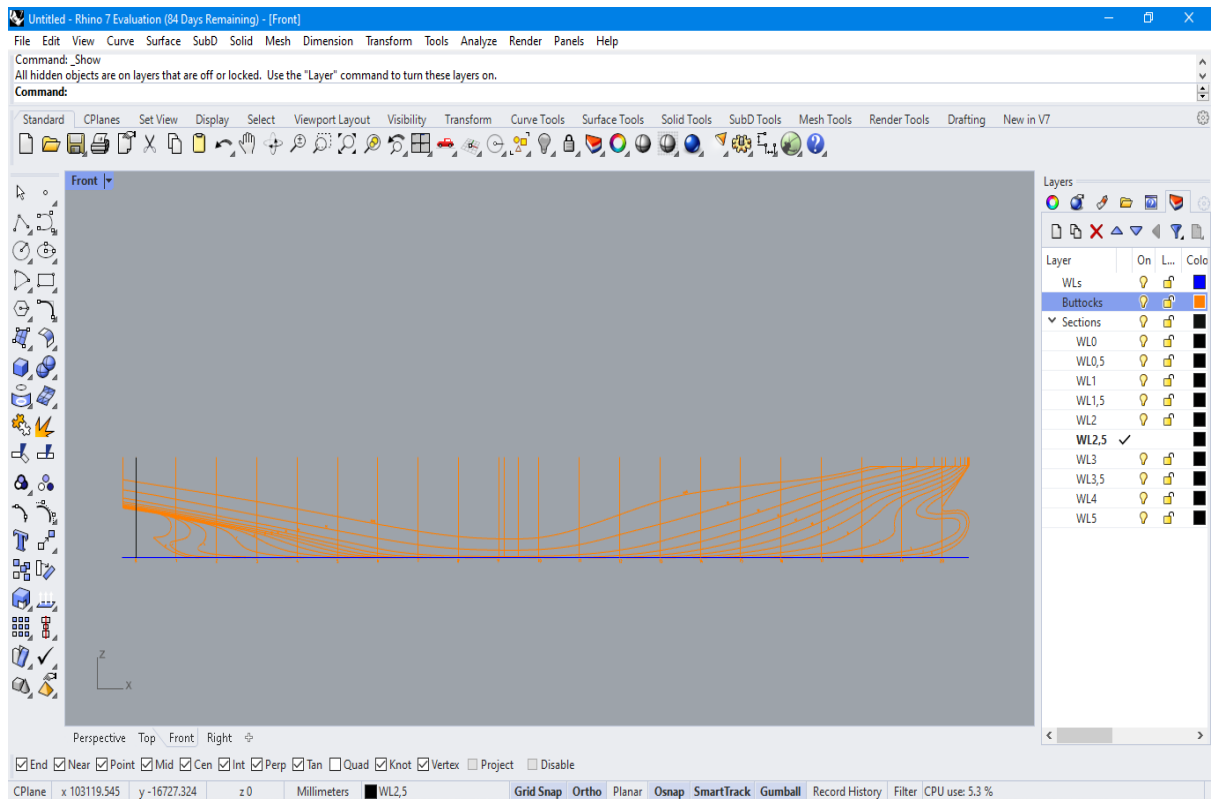 Untitled - Rhino 7 Evaluation (84 Days Remaining) - [Front]
File Edit View Curve Surface SubD Solid Mesh Dimension Transform Tools Analyze Render Panels Help
Command: _Show
All hidden objects are on layers that are off or locked. Use the "Layer" command to turn these layers on.
Command:
Standard CPlanes Set View Display Select Viewport Layout Visibility Transform Curve Tools Surface Tools Solid Tools SubD Tools Mesh Tools Render Tools Drafting New in V7
Front
Layers
Layer On L... Colo
WLs
Buttocks
Sections
WL0
WL0,5
WL1
WL1,5
WL2
WL2,5
WL3
WL3,5
WL4
WL5
z
x
Perspective Top Front Right
End Near Point Mid Cen Int Perp Tan Quad Knot Vertex Project Disable
CPlane x 103119.545 y -16727.324 z 0 Millimeters WL2,5 Grid Snap Ortho Planar Osnap SmartTrack Gumball Record History Filter CPU use: 5.3 %